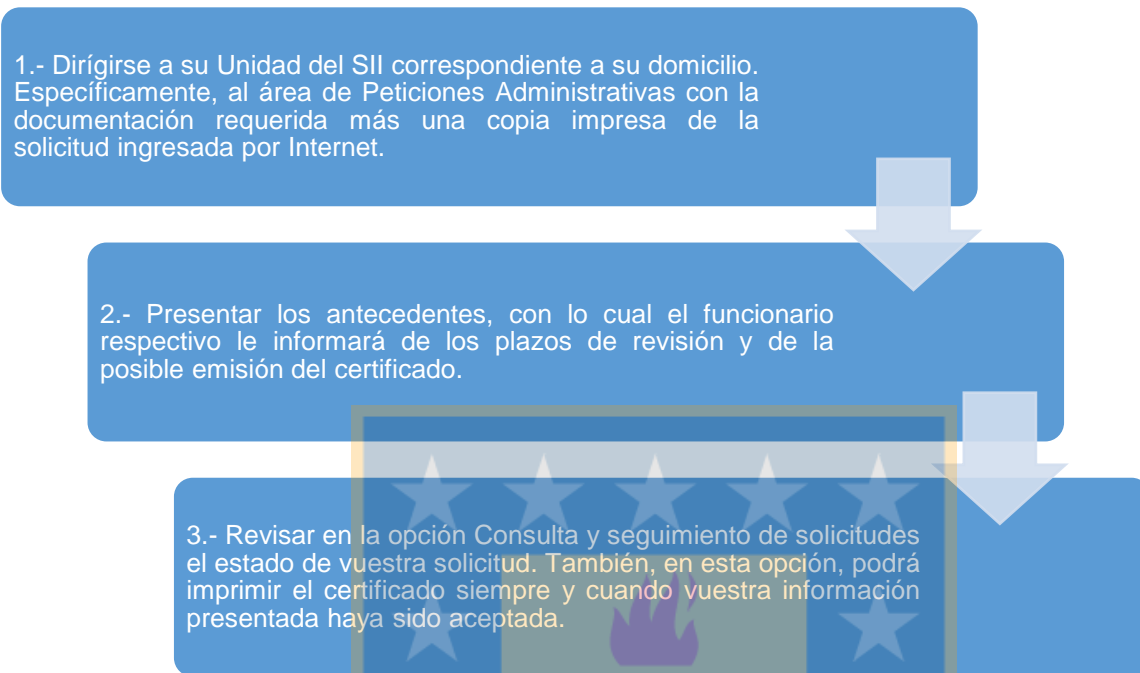 1.- Dirígirse a su Unidad del SII correspondiente a su domicilio.
Específicamente, al área de Peticiones Administrativas con la
documentación requerida más una copia impresa de la
solicitud ingresada por Internet.
2.- Presentar los antecedentes, con lo cual el funcionario
respectivo le informará de los plazos de revisión y de la
posible emisión del certificado.
3.- Revisar en la opción Consulta y seguimiento de solicitudes
el estado de vuestra solicitud. También, en esta opción, podrá
imprimir el certificado siempre y cuando vuestra información
presentada haya sido aceptada.